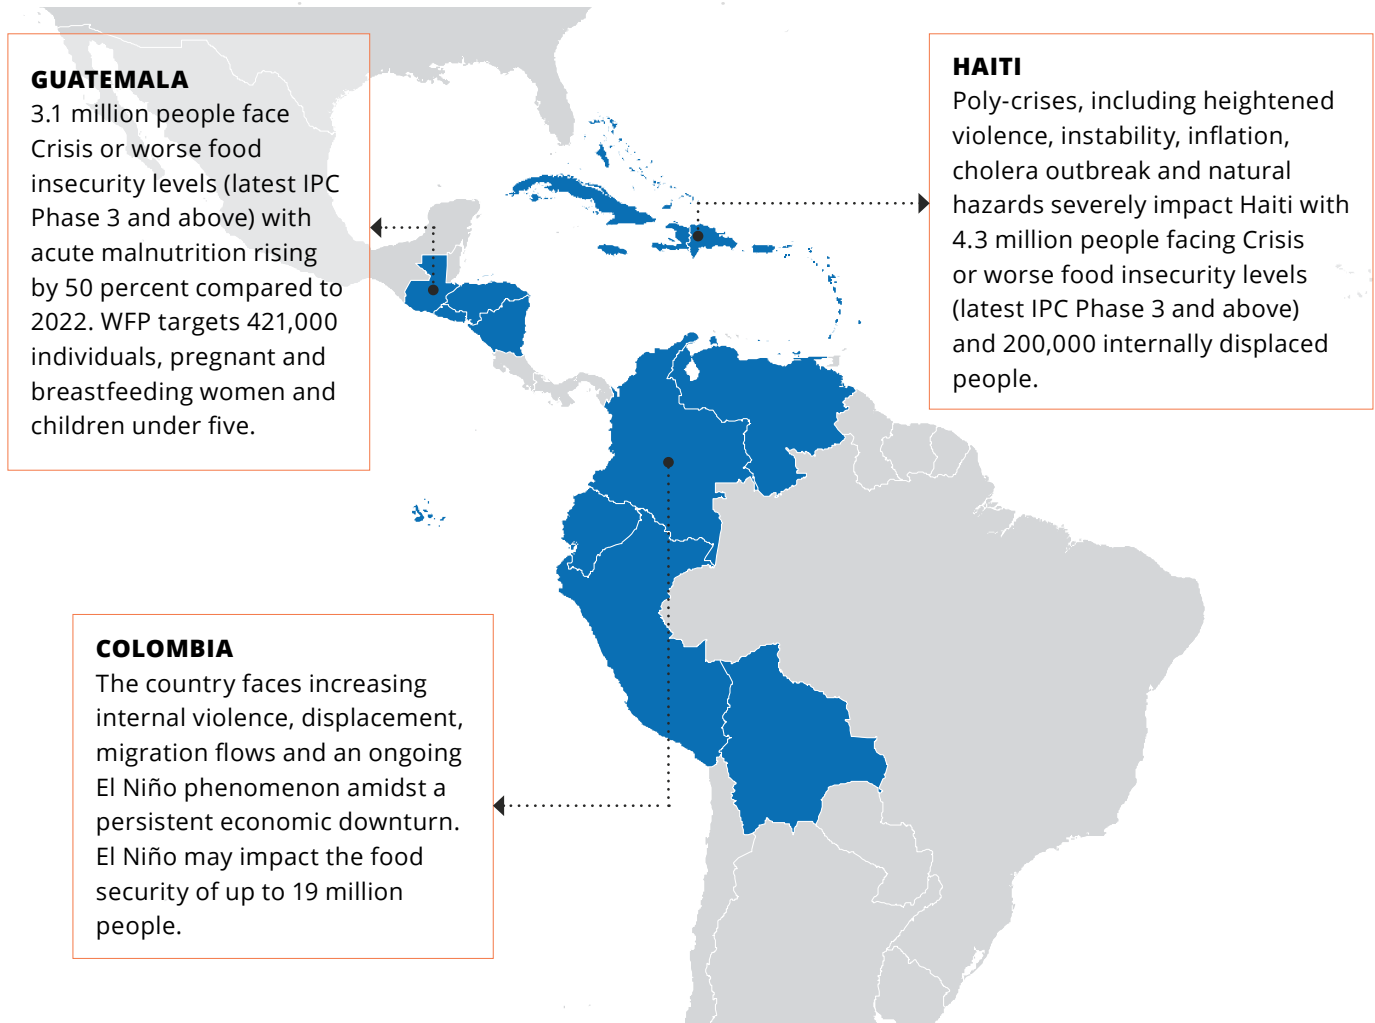 GUATEMALA
3.1 million people face
Crisis or worse food
insecurity levels (latest IPC
Phase 3 and above) with
acute malnutrition rising
by 50 percent compared to
2022. WFP targets 421,000
individuals, pregnant and
breastfeeding women and
children under five.
HAITI
Poly-crises, including heightened
violence, instability, inflation,
cholera outbreak and natural
hazards severely impact Haiti with
4.3 million people facing Crisis
or worse food insecurity levels
(latest IPC Phase 3 and above)
and 200,000 internally displaced
people.
COLOMBIA
The country faces increasing
internal violence, displacement,
migration flows and an ongoing
El Niño phenomenon amidst a
persistent economic downturn.
El Niño may impact the food
security of up to 19 million
people.